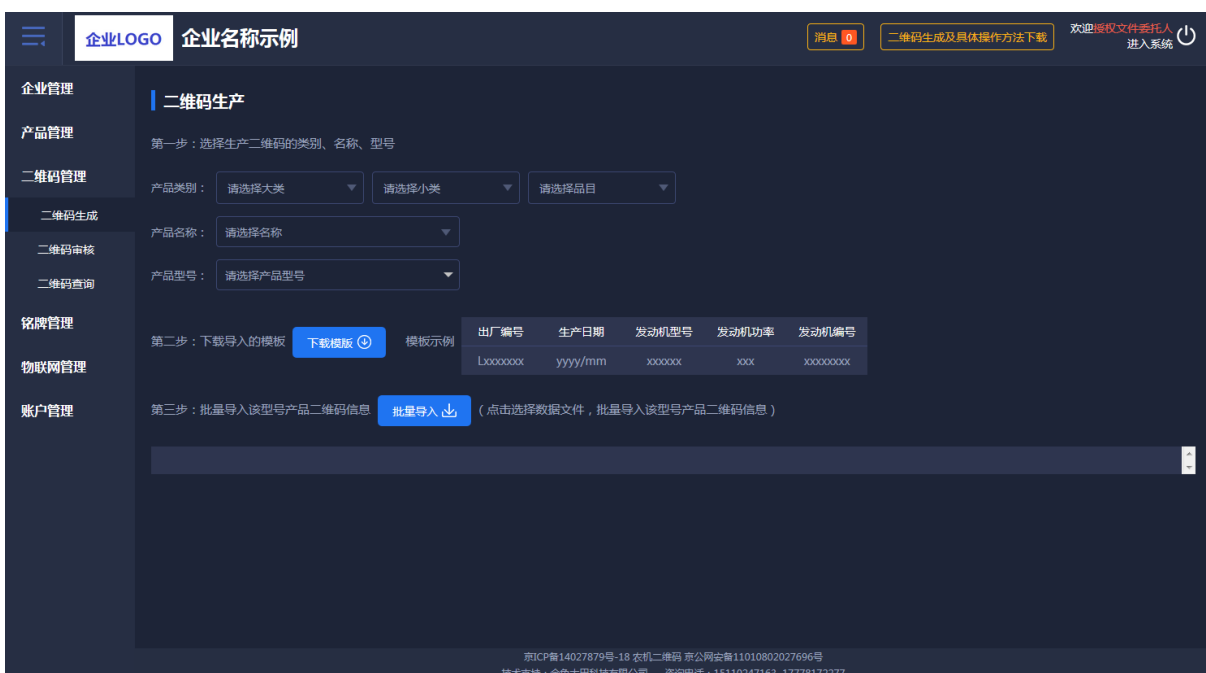 企业LOGO 企业名称示例 消息 0 二维码生成及具体操作方法下载 欢迎授权文件委托人
进入系统
企业管理
产品管理
二维码管理
二维码生成
二维码审核
二维码查询
铭牌管理
物联网管理
账户管理
二维码生产
第一步：选择生产二维码的类别、名称、型号
产品类别： 请选择大类 请选择小类 请选择品目
产品名称： 请选择名称
产品型号： 请选择产品型号
第二步：下载导入的模板 下载模版 模板示例
出厂编号 生产日期 发动机型号 发动机功率 发动机编号
Lxxxxxxx yyyy/mm xxxxxx xxx xxxxxxxx
第三步：批量导入该型号产品二维码信息 批量导入 （点击选择数据文件，批量导入该型号产品二维码信息）
京ICP备14027879号-18 农机二维码 京公网安备11010802027696号